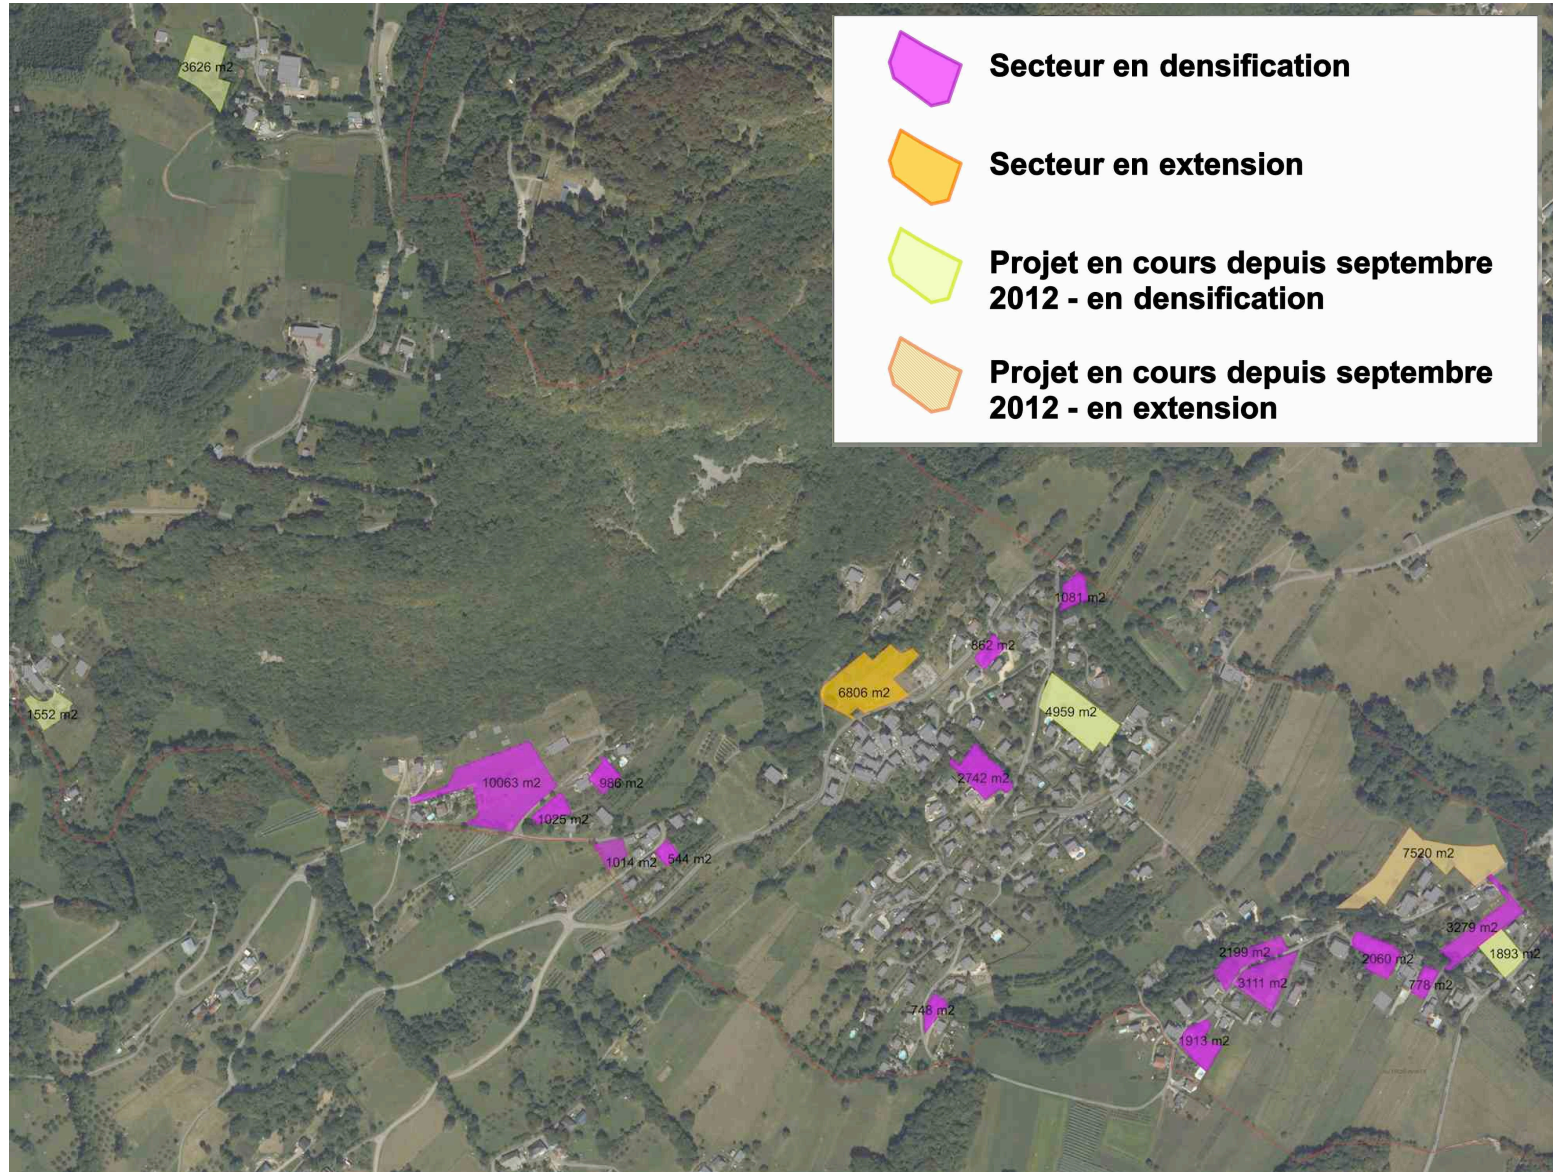 3626 m2
Secteur en densification
Secteur en extension
Projet en cours depuis septembre
2012 - en densification
Projet en cours depuis septembre
2012 - en extension
1081 m2
862 m2
6806 m2
4959 m2
1552 m2
10063 m2
986 m2
2742 m2
1025 m2
1014 m2
544 m2
7520 m2
3279 m2
2199 m2
2060 m2
1893 m2
3111 m2
778 m2
748 m2
1913 m2